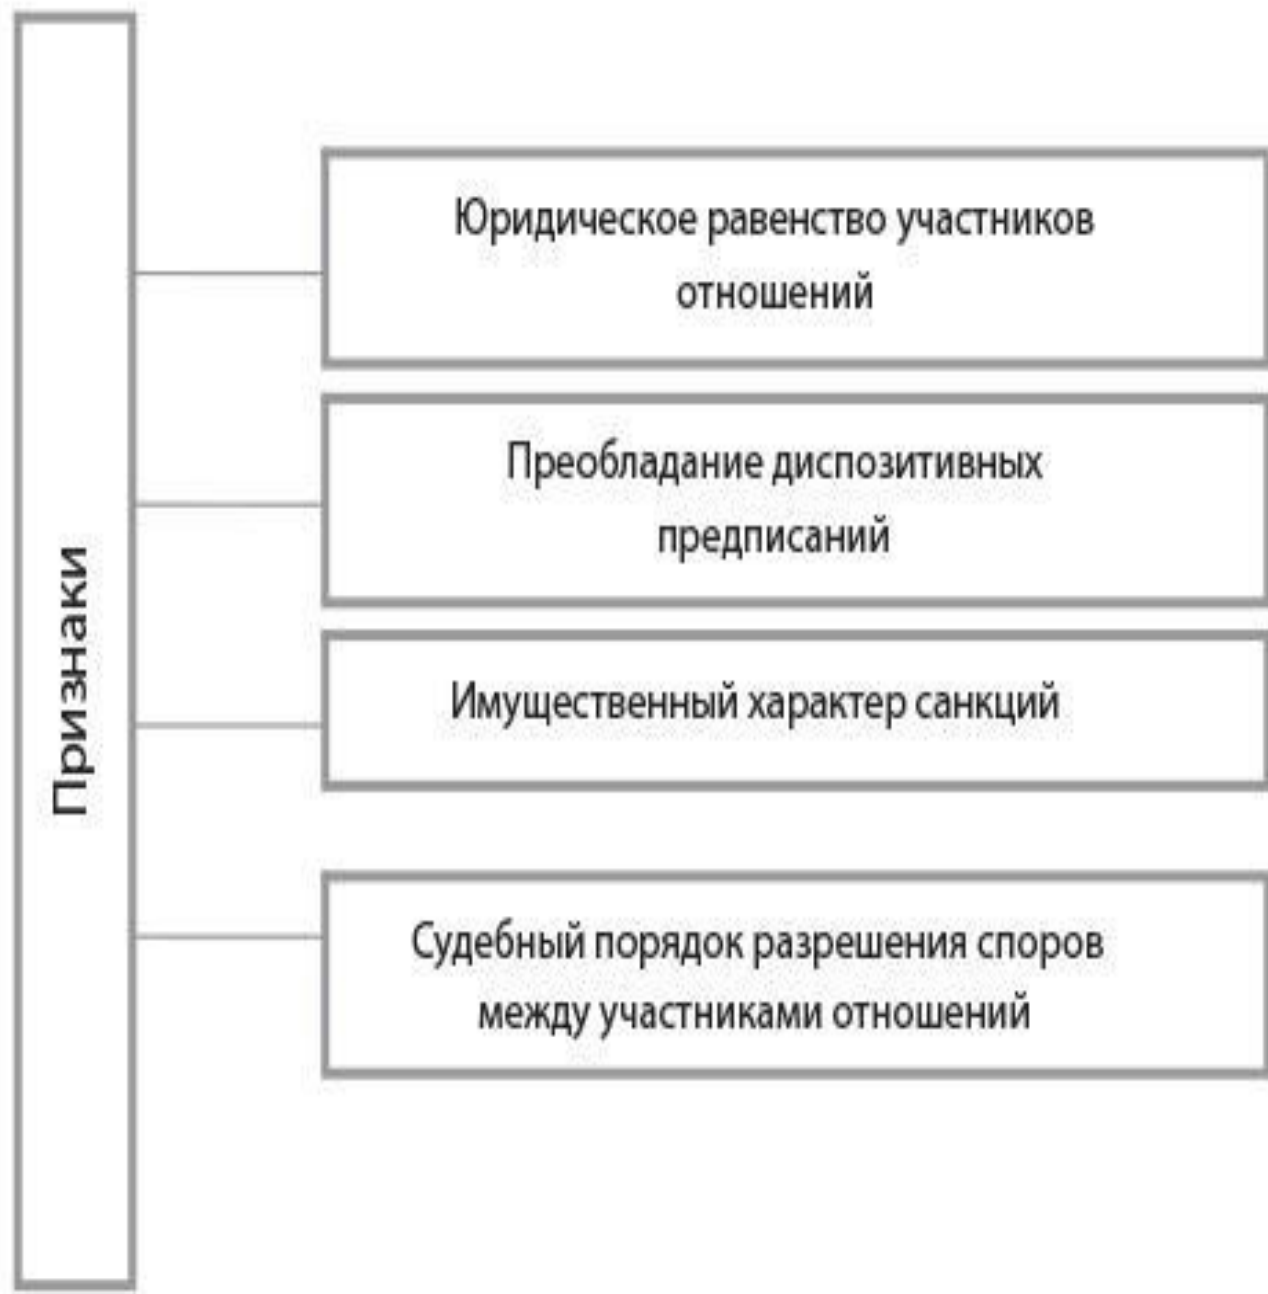 Признаки
Юридическое равенство участников
отношений
Преобладание диспозитивных
предписаний
Имущественный характер санкций
Судебный порядок разрешения споров
между участниками отношений